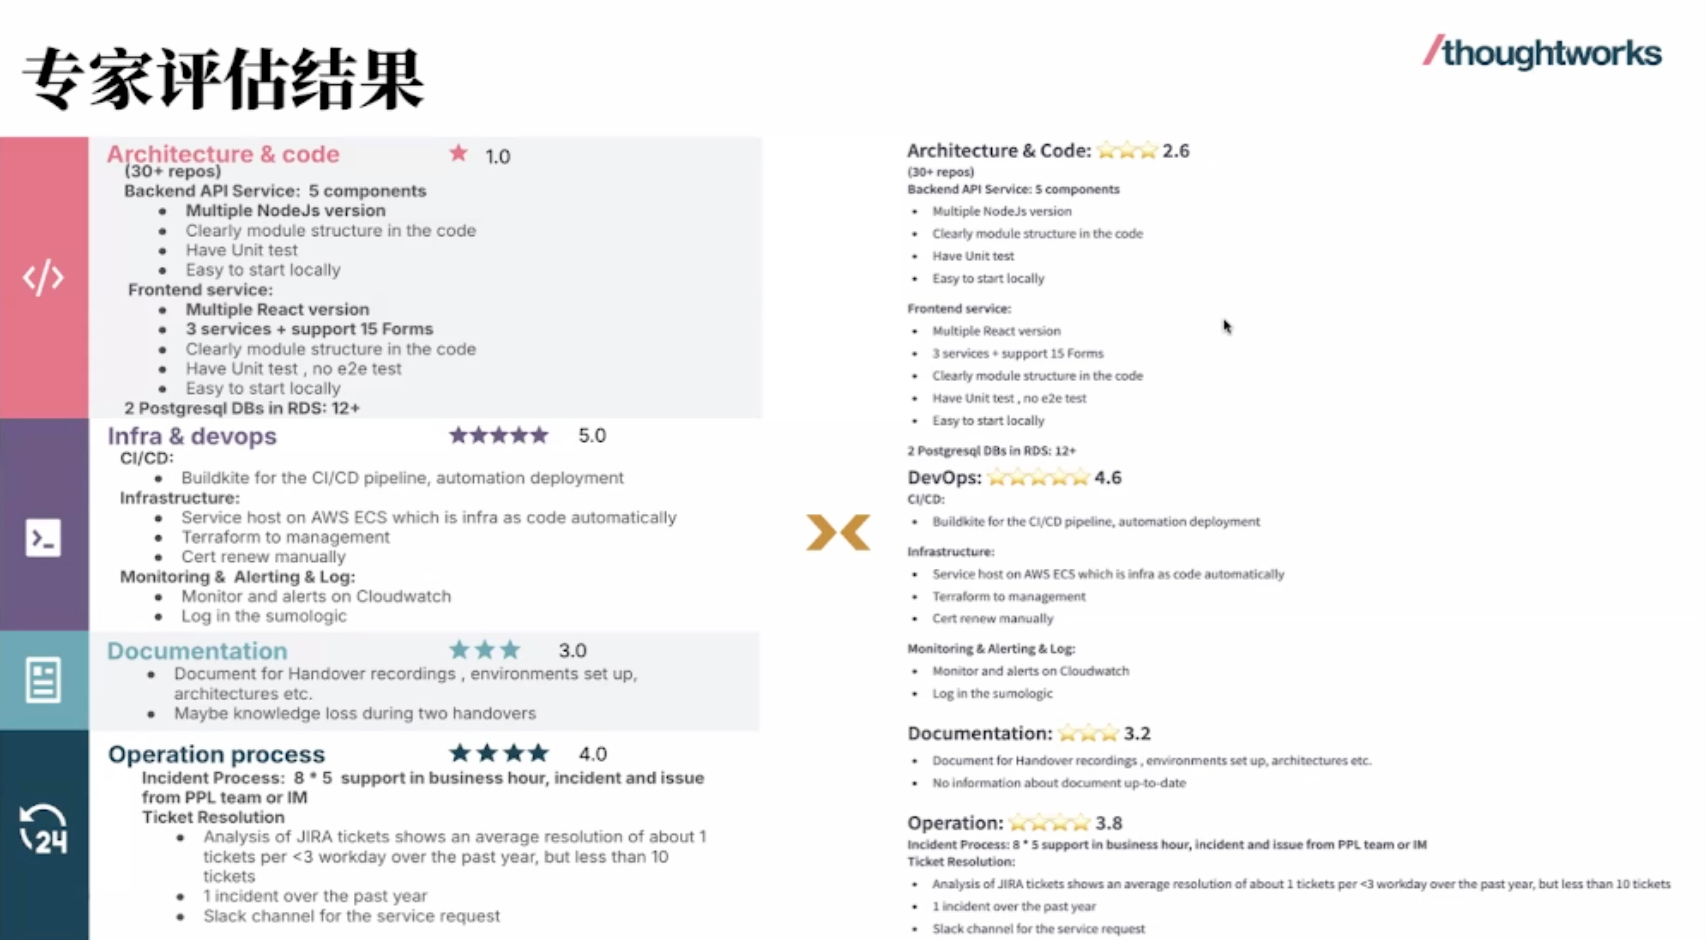 专家评估结果
/thoughtworks
Architecture & code ★ 1.0
(30+ repos)
Backend API Service: 5 components
● Multiple NodeJs version
● Clearly module structure in the code
● Have Unit test
● Easy to start locally
Frontend service:
● Multiple React version
● 3 services + support 15 Forms
● Clearly module structure in the code
● Have Unit test , no e2e test
● Easy to start locally
2 Postgresql DBs in RDS: 12+
Infra & devops ★★★★★ 5.0
CI/CD:
● Buildkite for the CI/CD pipeline, automation deployment
Infrastructure:
● Service host on AWS ECS which is infra as code automatically
● Terraform to management
● Cert renew manually
Monitoring & Alerting & Log:
● Monitor and alerts on Cloudwatch
● Log in the sumologic
Documentation ★★★ 3.0
● Document for Handover recordings , environments set up,
architectures etc.
● Maybe knowledge loss during two handovers
24
Operation process ★★★★ 4.0
Incident Process: 8 * 5 support in business hour, incident and issue
from PPL team or IM
Ticket Resolution
● Analysis of JIRA tickets shows an average resolution of about 1
tickets per <3 workday over the past year, but less than 10
tickets
● 1 incident over the past year
● Slack channel for the service request
Architecture & Code: ⭐⭐⭐ 2.6
(30+ repos)
Backend API Service: 5 components
• Multiple NodeJs version
• Clearly module structure in the code
• Have Unit test
• Easy to start locally
Frontend service:
• Multiple React version
• 3 services + support 15 Forms
• Clearly module structure in the code
• Have Unit test , no e2e test
• Easy to start locally
2 Postgresql DBs in RDS: 12+
DevOps: ⭐⭐⭐⭐⭐ 4.6
CI/CD:
• Buildkite for the CI/CD pipeline, automation deployment
Infrastructure:
• Service host on AWS ECS which is infra as code automatically
• Terraform to management
• Cert renew manually
Monitoring & Alerting & Log:
• Monitor and alerts on Cloudwatch
• Log in the sumologic
Documentation: ⭐⭐⭐ 3.2
• Document for Handover recordings , environments set up, architectures etc.
• No information about document up-to-date
Operation: ⭐⭐⭐⭐ 3.8
Incident Process: 8 * 5 support in business hour, incident and issue from PPL team or IM
Ticket Resolution:
• Analysis of JIRA tickets shows an average resolution of about 1 tickets per <3 workday over the past year, but less than 10 tickets
• 1 incident over the past year
• Slack channel for the service request